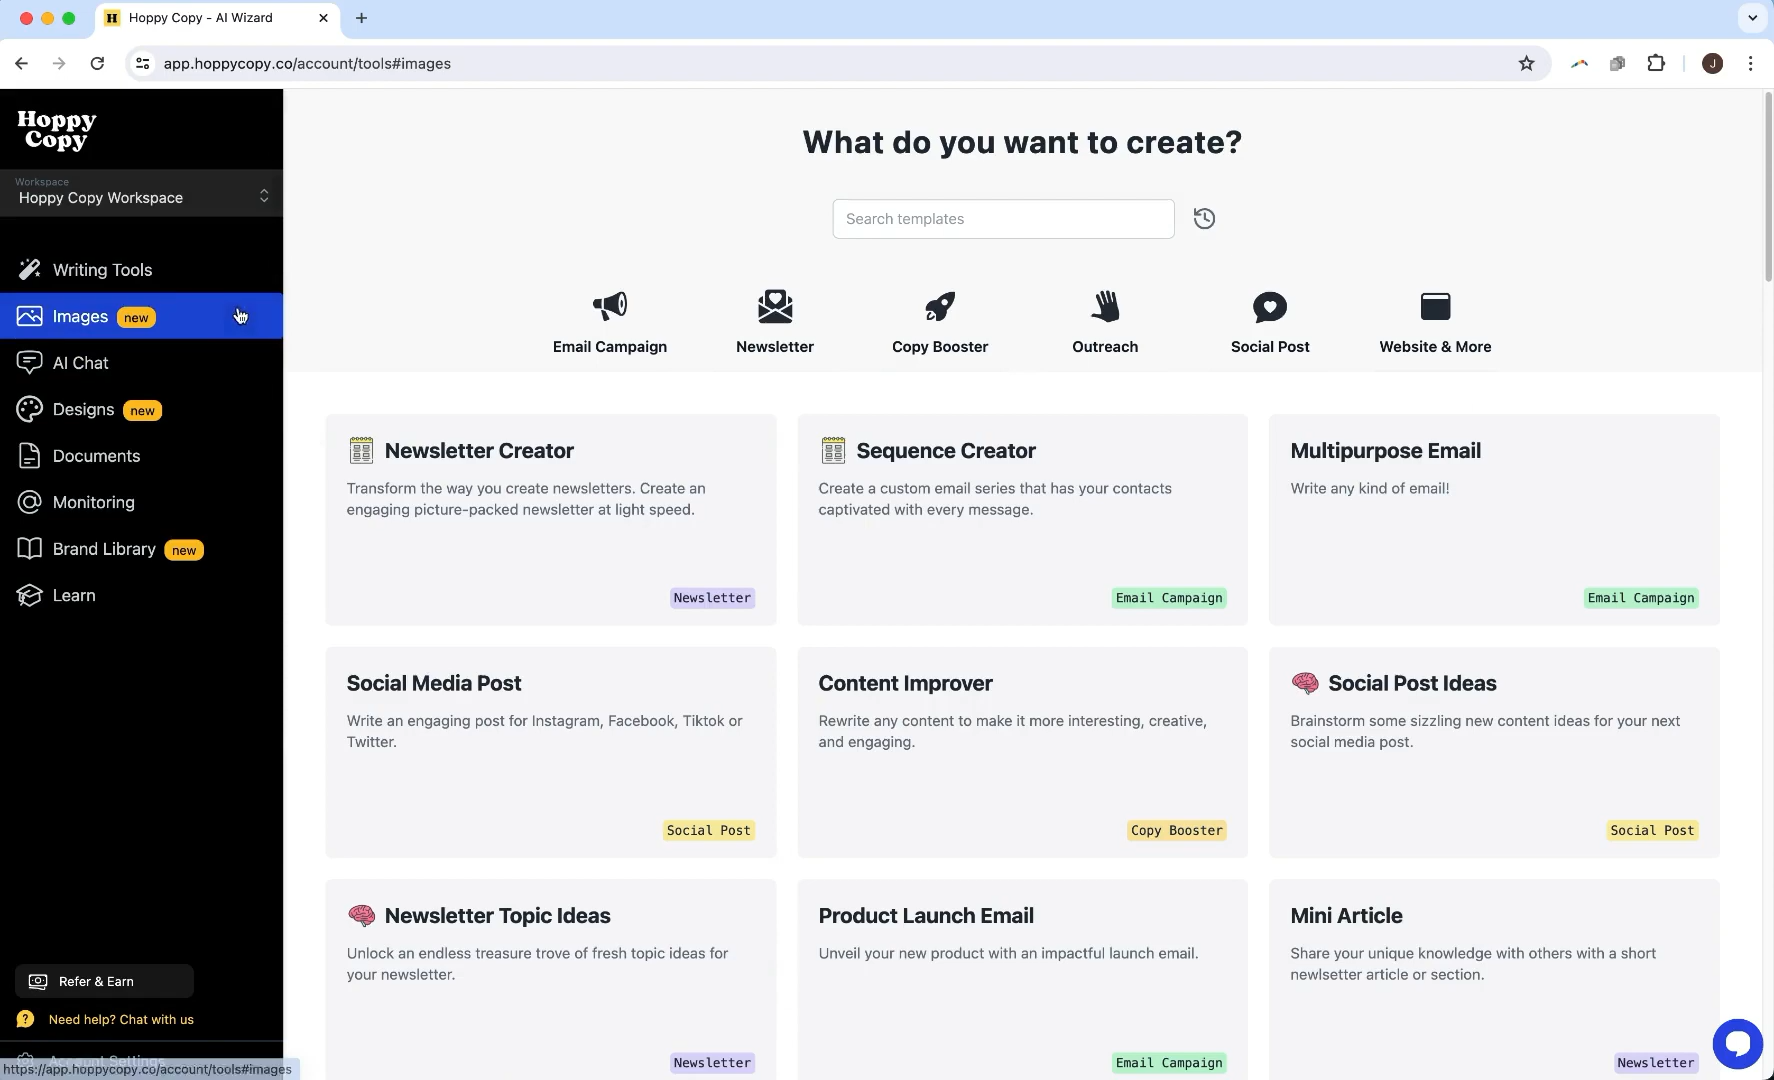 Hoppy Copy - AI Wizard
app.hoppycopy.co/account/tools#images
J
Hoppy
Copy
Workspace
Hoppy Copy Workspace
Writing Tools
Images new
AI Chat
Designs new
Documents
Monitoring
Brand Library new
Learn
Refer & Earn
Need help? Chat with us
Account Settings
https://app.hoppycopy.co/account/tools#images
What do you want to create?
Search templates
Email Campaign
Newsletter
Copy Booster
Outreach
Social Post
Website & More
Newsletter Creator
Transform the way you create newsletters. Create an
engaging picture-packed newsletter at light speed.
Newsletter
Sequence Creator
Create a custom email series that has your contacts
captivated with every message.
Email Campaign
Multipurpose Email
Write any kind of email!
Email Campaign
Social Media Post
Write an engaging post for Instagram, Facebook, Tiktok or
Twitter.
Social Post
Content Improver
Rewrite any content to make it more interesting, creative,
and engaging.
Copy Booster
Social Post Ideas
Brainstorm some sizzling new content ideas for your next
social media post.
Social Post
Newsletter Topic Ideas
Unlock an endless treasure trove of fresh topic ideas for
your newsletter.
Newsletter
Product Launch Email
Unveil your new product with an impactful launch email.
Email Campaign
Mini Article
Share your unique knowledge with others with a short
newlsetter article or section.
Newsletter